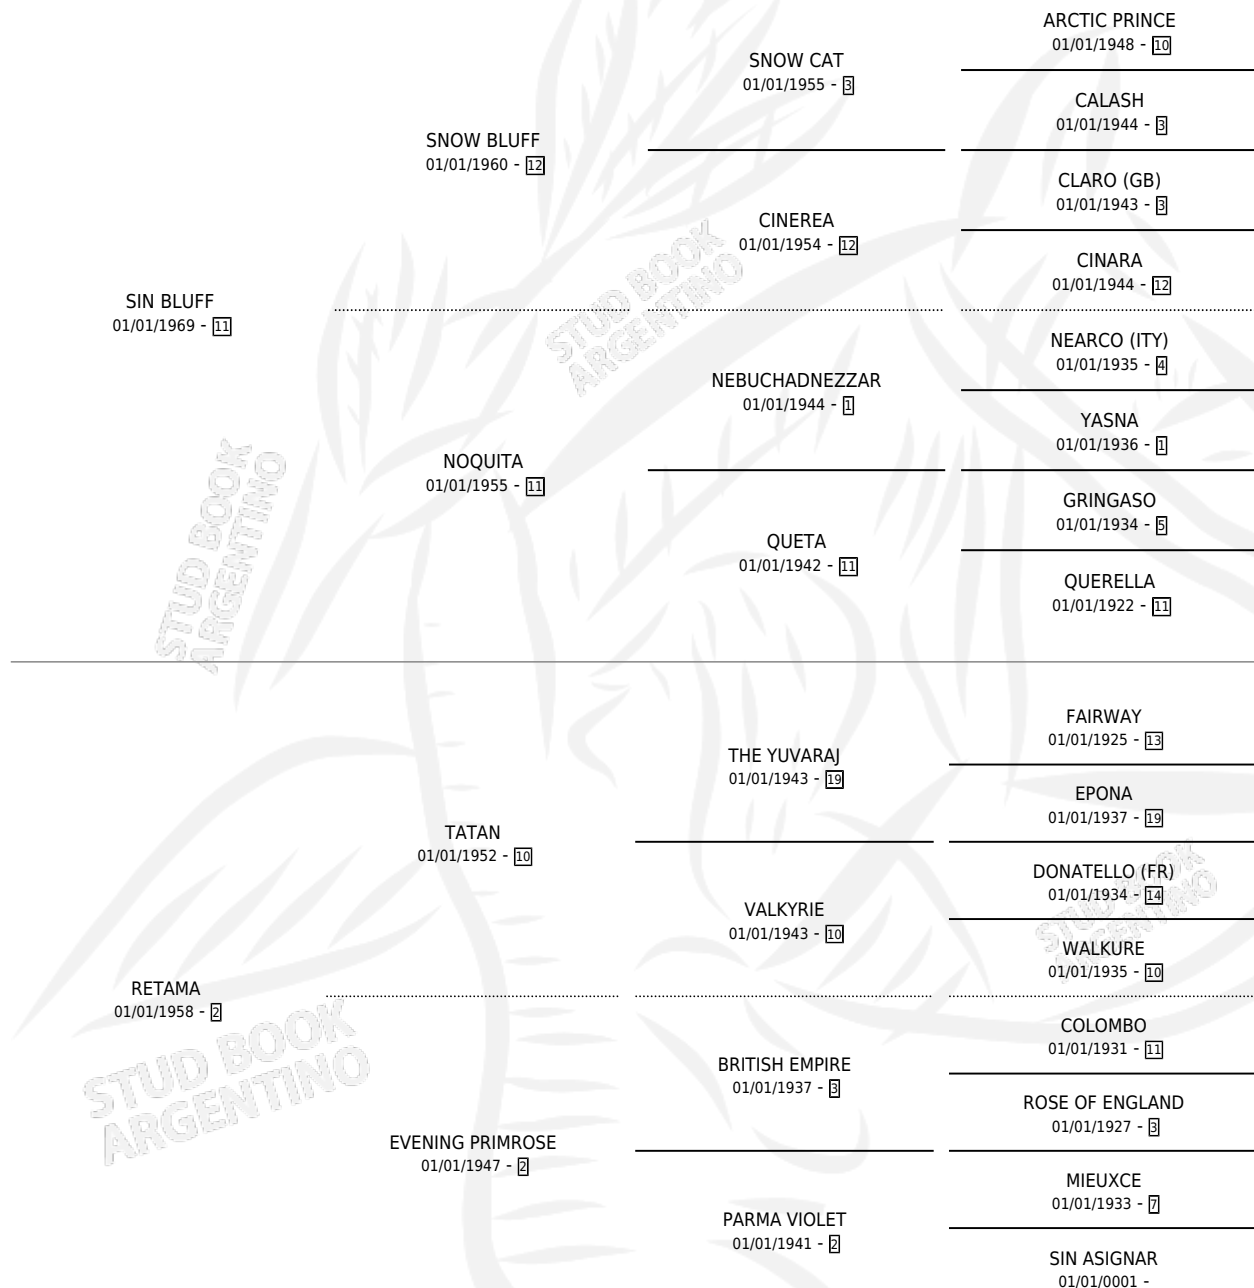 ARCTIC PRINCE
01/01/1948 - 10
SNOW CAT
01/01/1955 - 3
CALASH
01/01/1944 - 3
SNOW BLUFF
01/01/1960 - 12
CLARO (GB)
01/01/1943 - 3
CINEREA
01/01/1954 - 12
CINARA
01/01/1944 - 12
SIN BLUFF
01/01/1969 - 11
NEARCO (ITY)
01/01/1935 - 4
NEBUCHADNEZZAR
01/01/1944 - 1
YASNA
01/01/1936 - 1
NOQUITA
01/01/1955 - 11
GRINGASO
01/01/1934 - 5
QUETA
01/01/1942 - 11
QUERELLA
01/01/1922 - 11
FAIRWAY
01/01/1925 - 13
THE YUVARAJ
01/01/1943 - 19
EPONA
01/01/1937 - 19
TATAN
01/01/1952 - 10
DONATELLO (FR)
01/01/1934 - 14
VALKYRIE
01/01/1943 - 10
WALKURE
01/01/1935 - 10
RETAMA
01/01/1958 - 2
COLOMBO
01/01/1931 - 11
BRITISH EMPIRE
01/01/1937 - 3
ROSE OF ENGLAND
01/01/1927 - 3
EVENING PRIMROSE
01/01/1947 - 2
MIEUXCE
01/01/1933 - 7
PARMA VIOLET
01/01/1941 - 2
SIN ASIGNAR
01/01/0001 -
STUD BOOK
ARGENTINO
STUD BOOK
ARGENTINO
STUD BOOK
ARGENTINO
STUD BOOK
ARGENTINO